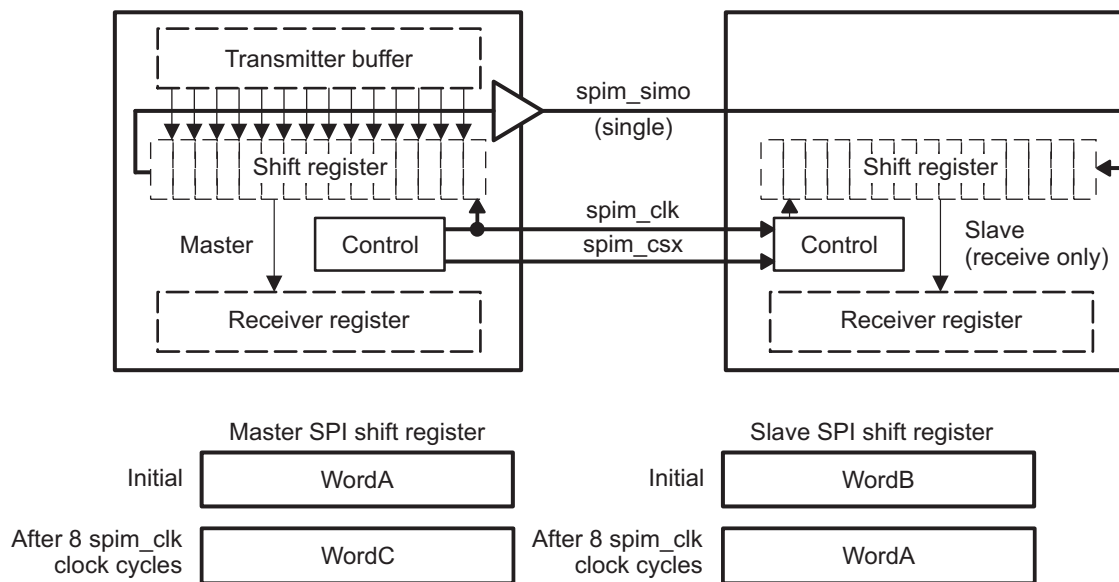 Transmitter buffer
spim_simo
(single)
Shift register
Shift register
spim_clk
Master
Control
spim_csx
Control
Slave
(receive only)
Receiver register
Receiver register
Master SPI shift register
Slave SPI shift register
Initial
WordA
Initial
WordB
After 8 spim_clk
clock cycles
WordC
After 8 spim_clk
clock cycles
WordA